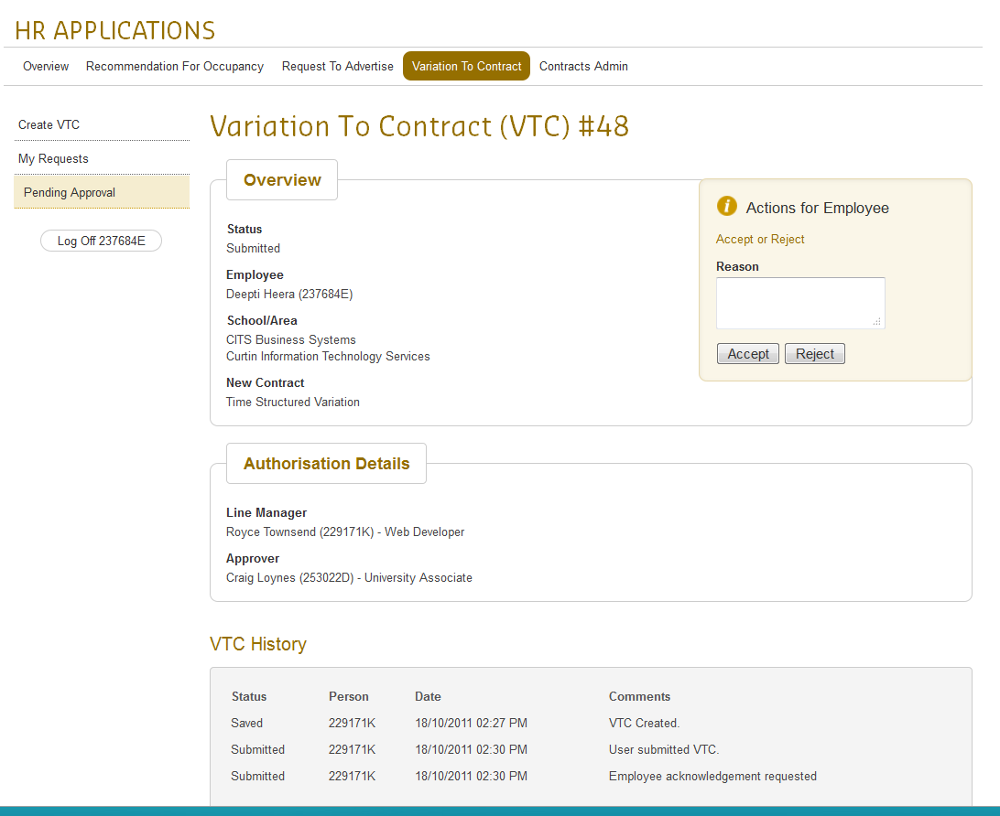 HR APPLICATIONS
Overview Recommendation For Occupancy Request To Advertise Variation To Contract Contracts Admin
Create VTC
My Requests
Pending Approval
Log Off 237684E
Variation To Contract (VTC) #48
Overview
Status
Submitted
Employee
Deepti Heera (237684E)
School/Area
CITS Business Systems
Curtin Information Technology Services
New Contract
Time Structured Variation
i Actions for Employee
Accept or Reject
Reason
Accept Reject
Authorisation Details
Line Manager
Royce Townsend (229171K) - Web Developer
Approver
Craig Loynes (253022D) - University Associate
VTC History
Status Person Date Comments
Saved 229171K 18/10/2011 02:27 PM VTC Created.
Submitted 229171K 18/10/2011 02:30 PM User submitted VTC.
Submitted 229171K 18/10/2011 02:30 PM Employee acknowledgement requested